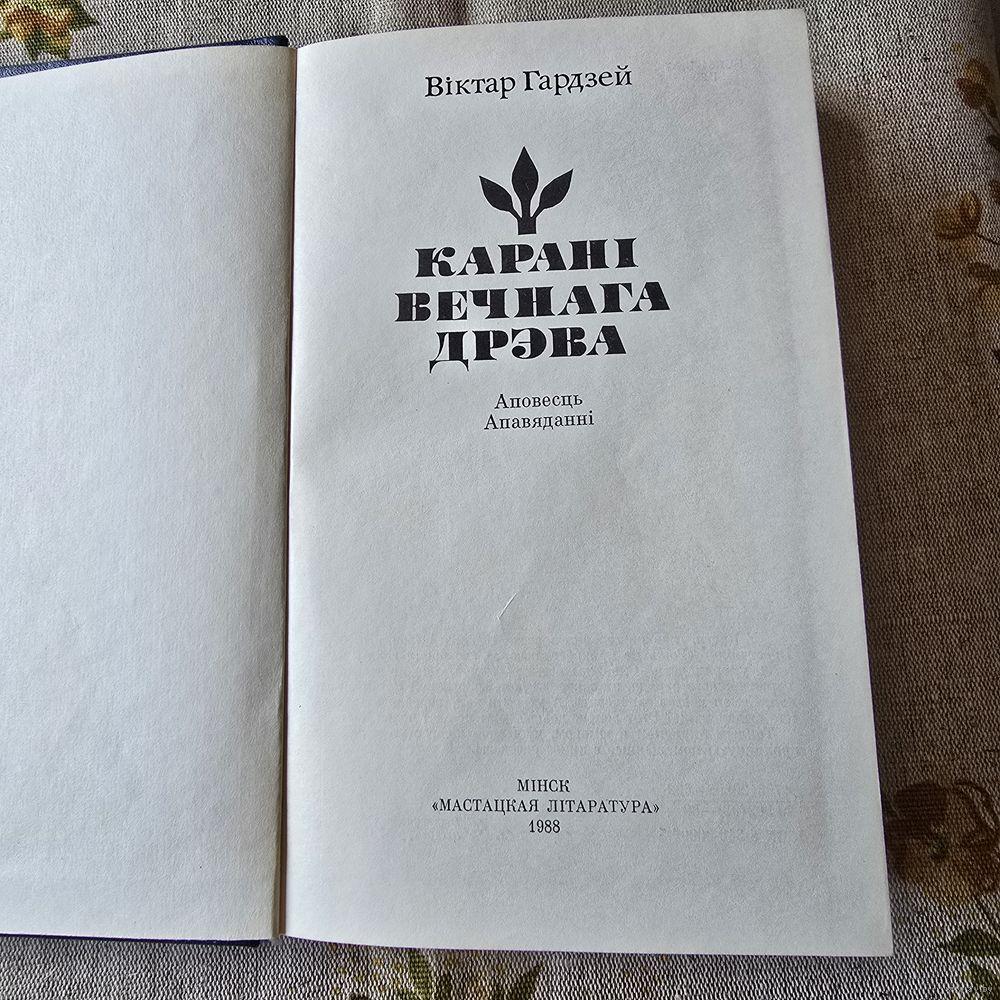 Віктар Гардзей
КАРАНІ
ВЕЧНАГА
ДРЭВА
Аповесць
Апавяданні
МІНСК
«МАСТАЦКАЯ ЛІТАРАТУРА»
1988